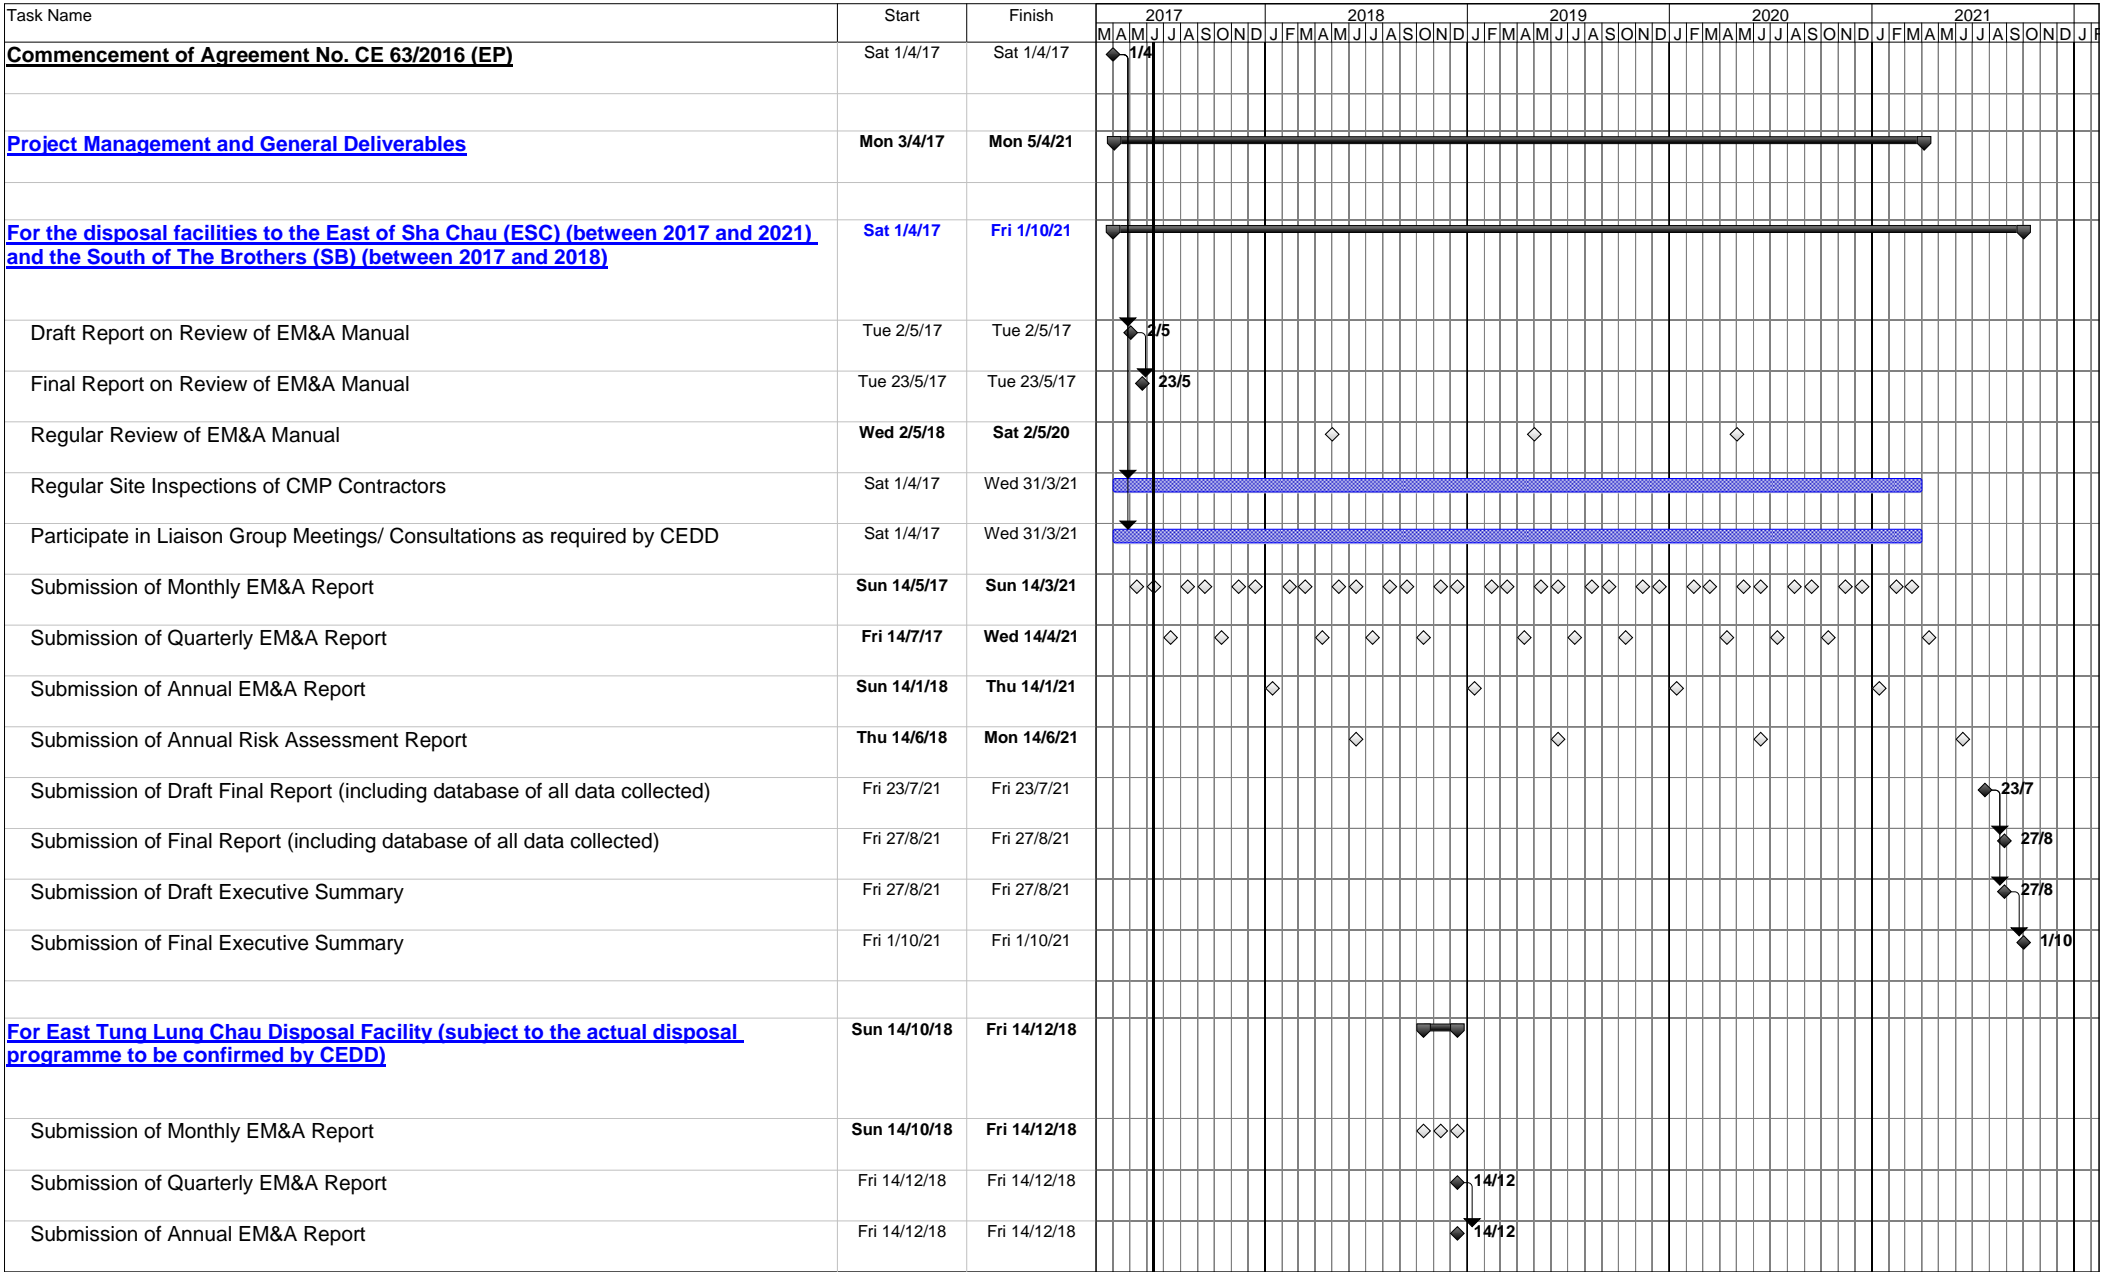 Task Name Start Finish 2017 2018 2019 2020 2021
M A M J J A S O N D J F M A M J J A S O N D J F M A M J J A S O N D J F M A M J J A S O N D J F M A M J J A S O N D J F
Commencement of Agreement No. CE 63/2016 (EP) Sat 1/4/17 Sat 1/4/17 1/4
Project Management and General Deliverables Mon 3/4/17 Mon 5/4/21
For the disposal facilities to the East of Sha Chau (ESC) (between 2017 and 2021) Sat 1/4/17 Fri 1/10/21
and the South of The Brothers (SB) (between 2017 and 2018)
Draft Report on Review of EM&A Manual Tue 2/5/17 Tue 2/5/17 2/5
Final Report on Review of EM&A Manual Tue 23/5/17 Tue 23/5/17 23/5
Regular Review of EM&A Manual Wed 2/5/18 Sat 2/5/20
Regular Site Inspections of CMP Contractors Sat 1/4/17 Wed 31/3/21
Participate in Liaison Group Meetings/ Consultations as required by CEDD Sat 1/4/17 Wed 31/3/21
Submission of Monthly EM&A Report Sun 14/5/17 Sun 14/3/21
Submission of Quarterly EM&A Report Fri 14/7/17 Wed 14/4/21
Submission of Annual EM&A Report Sun 14/1/18 Thu 14/1/21
Submission of Annual Risk Assessment Report Thu 14/6/18 Mon 14/6/21
Submission of Draft Final Report (including database of all data collected) Fri 23/7/21 Fri 23/7/21 23/7
Submission of Final Report (including database of all data collected) Fri 27/8/21 Fri 27/8/21 27/8
Submission of Draft Executive Summary Fri 27/8/21 Fri 27/8/21 27/8
Submission of Final Executive Summary Fri 1/10/21 Fri 1/10/21 1/10
For East Tung Lung Chau Disposal Facility (subject to the actual disposal Sun 14/10/18 Fri 14/12/18
programme to be confirmed by CEDD)
Submission of Monthly EM&A Report Sun 14/10/18 Fri 14/12/18
Submission of Quarterly EM&A Report Fri 14/12/18 Fri 14/12/18 14/12
Submission of Annual EM&A Report Fri 14/12/18 Fri 14/12/18 14/12